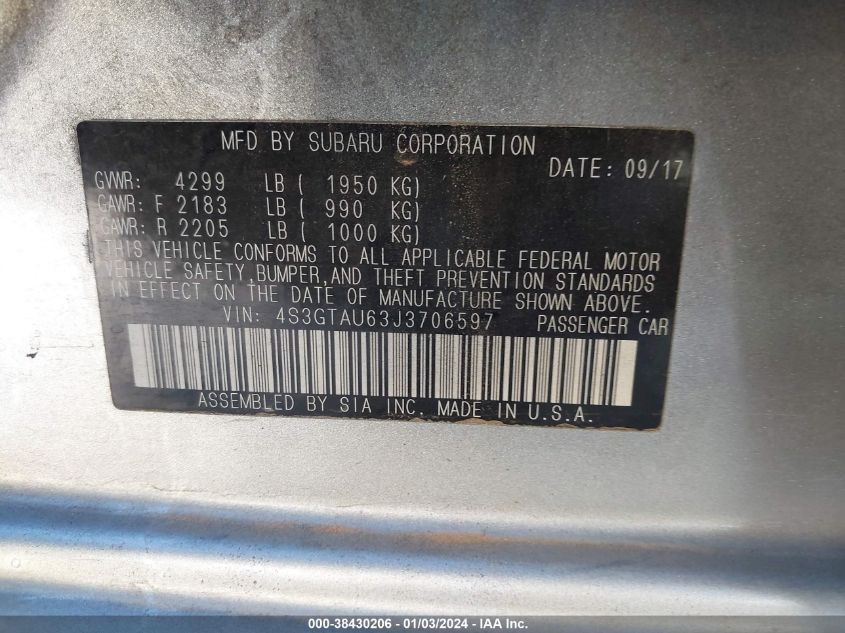 MFD BY SUBARU CORPORATION
DATE: 09/17
GVWR: 4299 LB ( 1950 KG)
GAWR: F 2183 LB ( 990 KG)
GAWR: R 2205 LB ( 1000 KG)
THIS VEHICLE CONFORMS TO ALL APPLICABLE FEDERAL MOTOR
VEHICLE SAFETY, BUMPER, AND THEFT PREVENTION STANDARDS
IN EFFECT ON THE DATE OF MANUFACTURE SHOWN ABOVE.
VIN: 4S3GTAU63J3706597 PASSENGER CAR
ASSEMBLED BY SIA INC. MADE IN U.S.A.
000-38430206 - 01/03/2024 - IAA Inc.